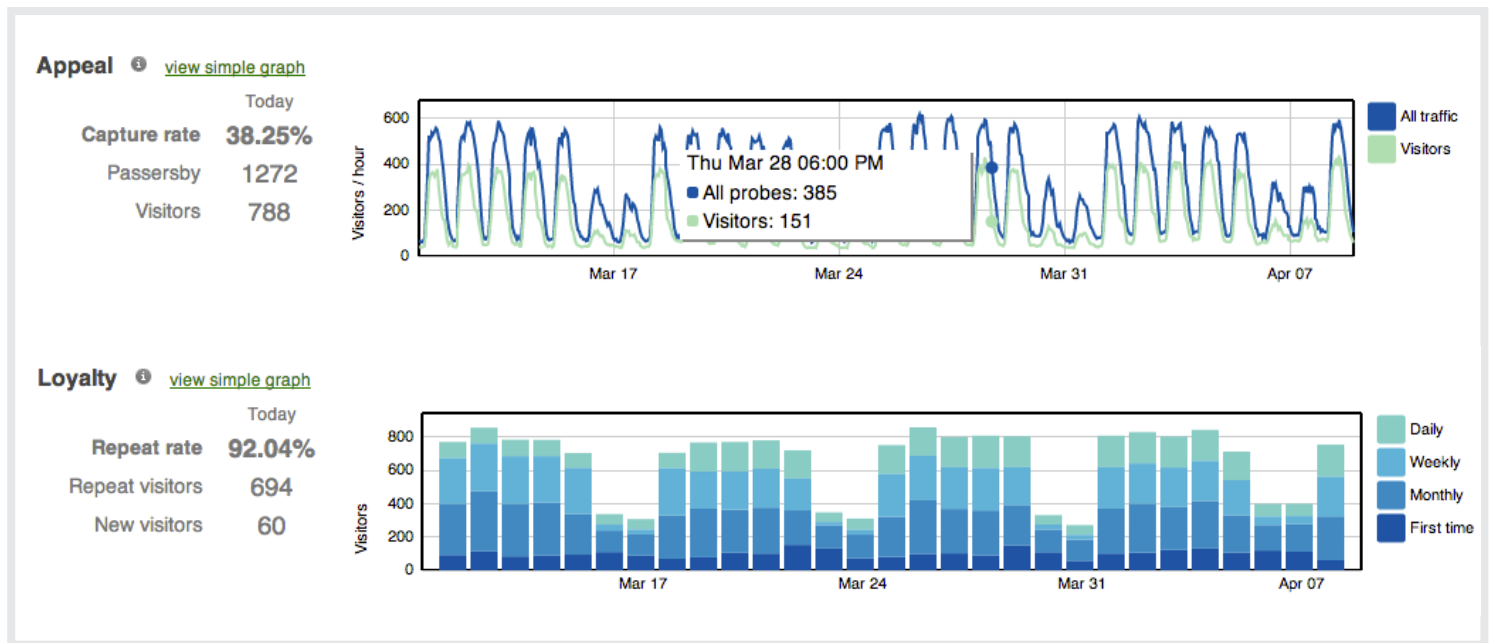 Appeal view simple graph
Today
Capture rate 38.25%
Passersby 1272
Visitors 788
Visitors / hour
600
400
200
0
Mar 17 Mar 24 Mar 31 Apr 07
Thu Mar 28 06:00 PM
All probes: 385
Visitors: 151
All traffic
Visitors
Loyalty view simple graph
Today
Repeat rate 92.04%
Repeat visitors 694
New visitors 60
Visitors
800
600
400
200
0
Mar 17 Mar 24 Mar 31 Apr 07
Daily
Weekly
Monthly
First time